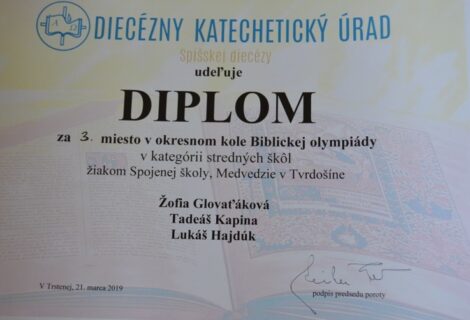 DIECÉZNY KATECHETICKÝ ÚRAD
Spišskej diecézy
udeľuje
DIPLOM
za 3. miesto v okresnom kole Biblickej olympiády
v kategórii stredných škôl
žiakom Spojenej školy, Medvedzie v Tvrdošíne
Žofia Glovaťáková
Tadeáš Kapina
Lukáš Hajdúk
V Trstenej, 21. marca 2019
podpis predsedu poroty